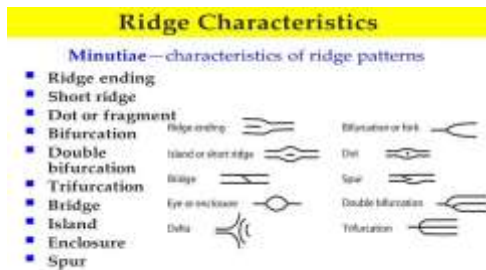 Ridge Characteristics
Minutiae—characteristics of ridge patterns
Ridge ending
Short ridge
Dot or fragment
Bifurcation
Double
bifurcation
Trifurcation
Bridge
Island
Enclosure
Spur
Ridge ending
Bifurcation or fork
Island or short ridge
Dot
Bridge
Spur
Eye or enclosure
Double bifurcation
Delta
Trifurcation